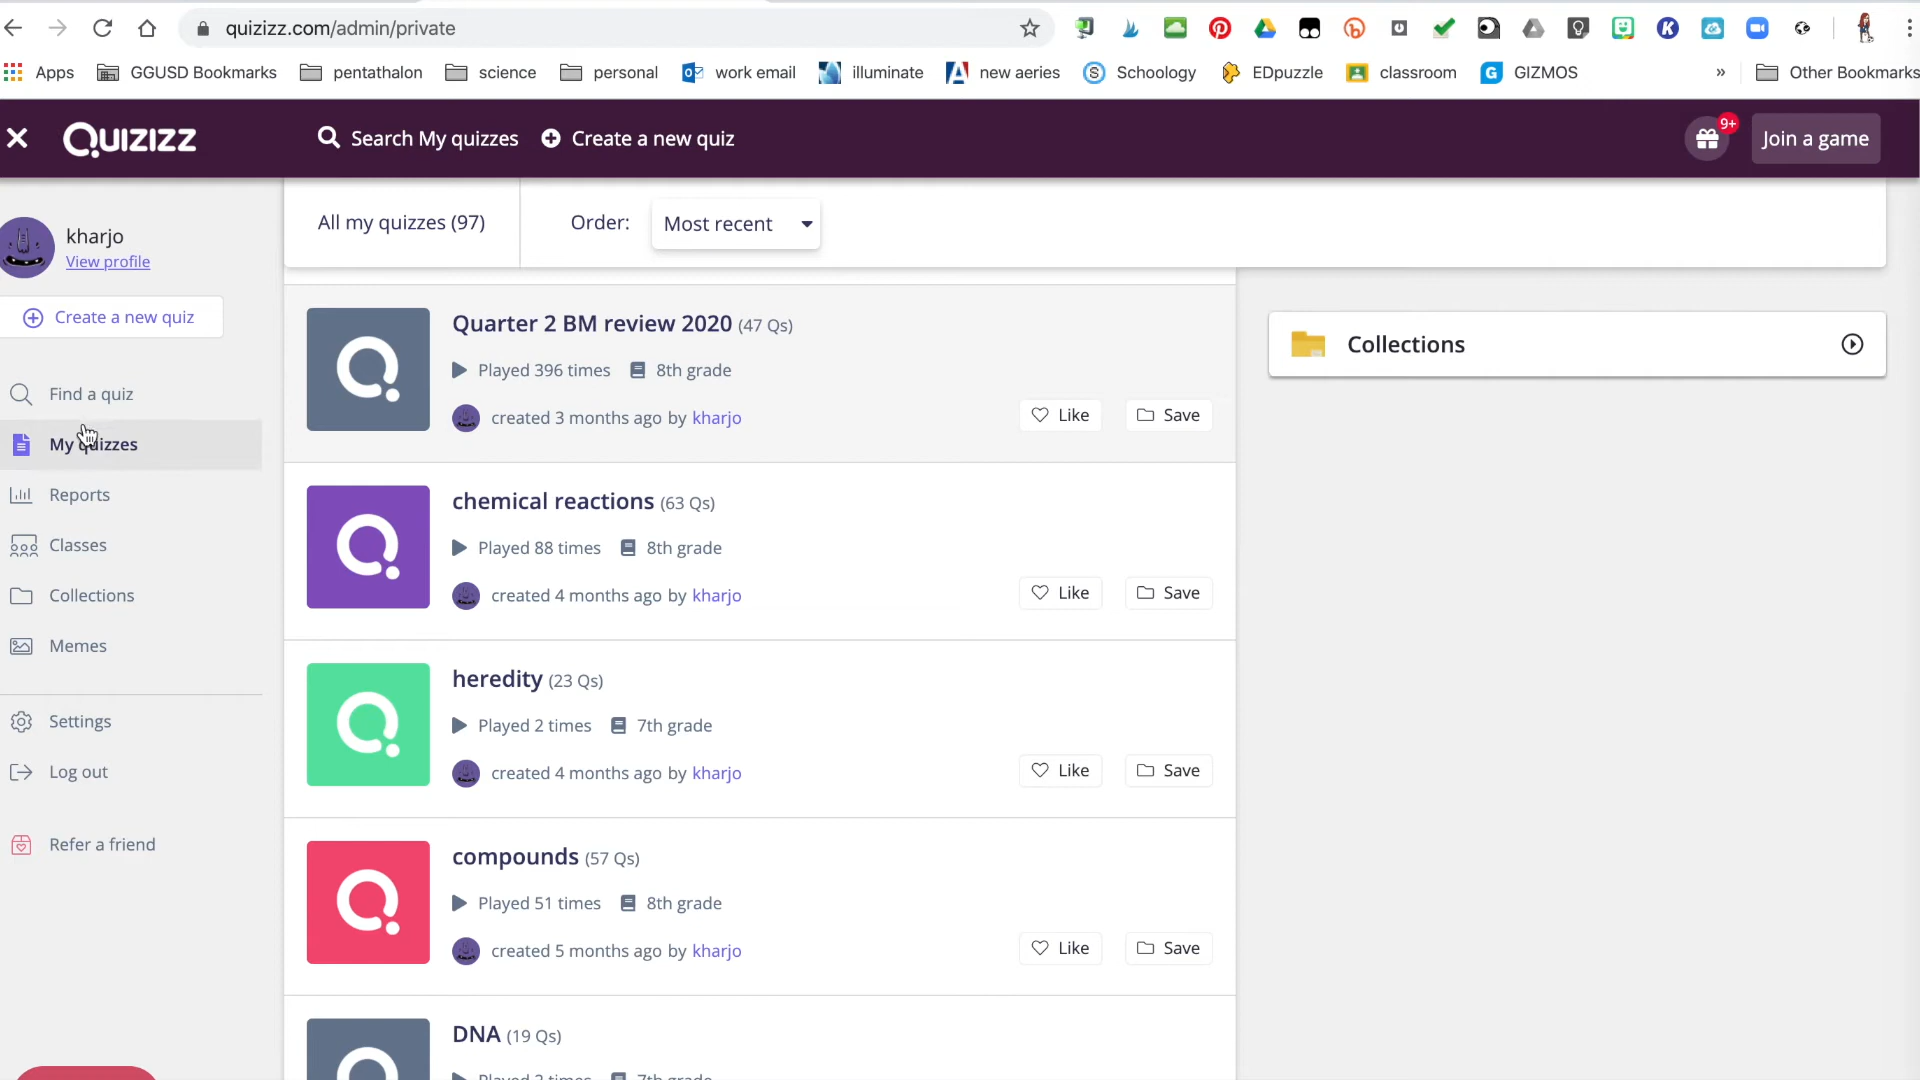 quizizz.com/admin/private
Apps GGUSD Bookmarks pentathalon science personal work email illuminate new aeries Schoology EDpuzzle classroom GIZMOS » Other Bookmarks
QUIZIZZ Search My quizzes Create a new quiz 9+ Join a game
kharjo
View profile
Create a new quiz
Find a quiz
My quizzes
Reports
Classes
Collections
Memes
Settings
Log out
Refer a friend
All my quizzes (97) Order: Most recent
Quarter 2 BM review 2020 (47 Qs)
Played 396 times 8th grade
created 3 months ago by kharjo Like Save
chemical reactions (63 Qs)
Played 88 times 8th grade
created 4 months ago by kharjo Like Save
heredity (23 Qs)
Played 2 times 7th grade
created 4 months ago by kharjo Like Save
compounds (57 Qs)
Played 51 times 8th grade
created 5 months ago by kharjo Like Save
DNA (19 Qs)
Played 2 times 7th grade
Collections